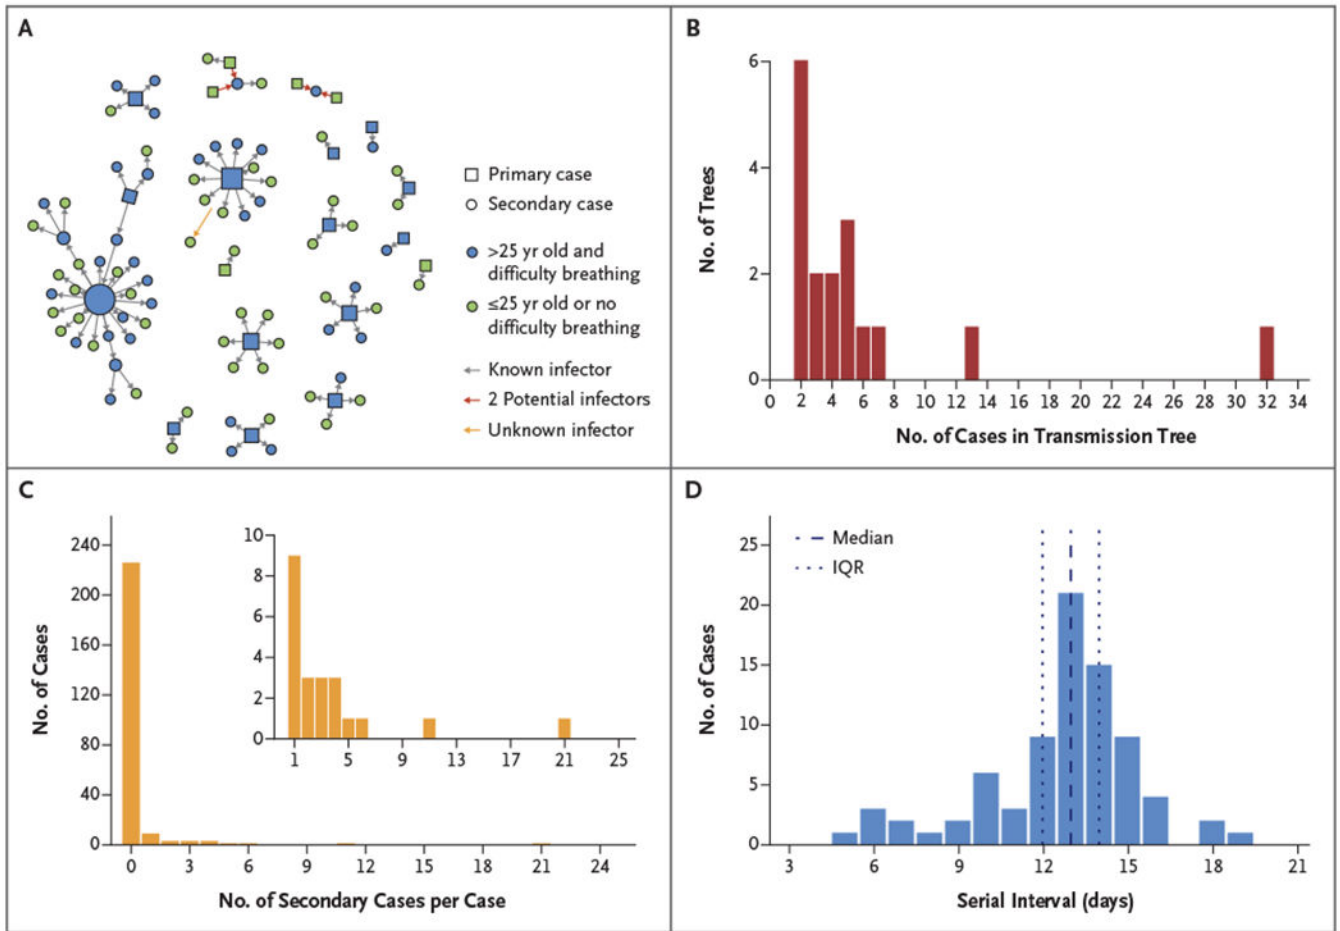 A
Primary case
Secondary case
>25 yr old and
difficulty breathing
≤25 yr old or no
difficulty breathing
Known infector
2 Potential infectors
Unknown infector
B
No. of Trees
6
4
2
0
0 2 4 6 8 10 12 14 16 18 20 22 24 26 28 30 32 34
No. of Cases in Transmission Tree
C
No. of Cases
240
200
160
120
80
40
0
0 3 6 9 12 15 18 21 24
No. of Secondary Cases per Case
10
8
6
4
2
0
1 5 9 13 17 21 25
D
Median
IQR
No. of Cases
25
20
15
10
5
0
3 6 9 12 15 18 21
Serial Interval (days)